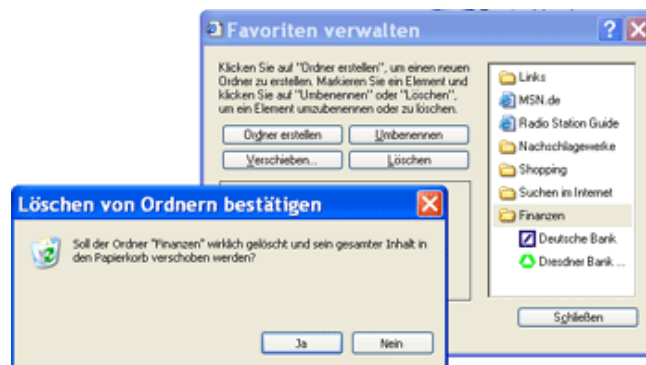 Favoriten verwalten
Klicken Sie auf "Ordner erstellen", um einen neuen
Ordner zu erstellen. Markieren Sie ein Element und
klicken Sie auf "Umbenennen" oder "Löschen",
um ein Element umzubenennen oder zu löschen.
Ordner erstellen
Umbenennen
Verschieben...
Löschen
Links
MSN.de
Radio Station Guide
Nachschlagewerke
Shopping
Suchen im Internet
Finanzen
Deutsche Bank
Dresdner Bank ...
Schließen
Löschen von Ordnern bestätigen
Soll der Ordner "Finanzen" wirklich gelöscht und sein gesamter Inhalt in
den Papierkorb verschoben werden?
Ja
Nein